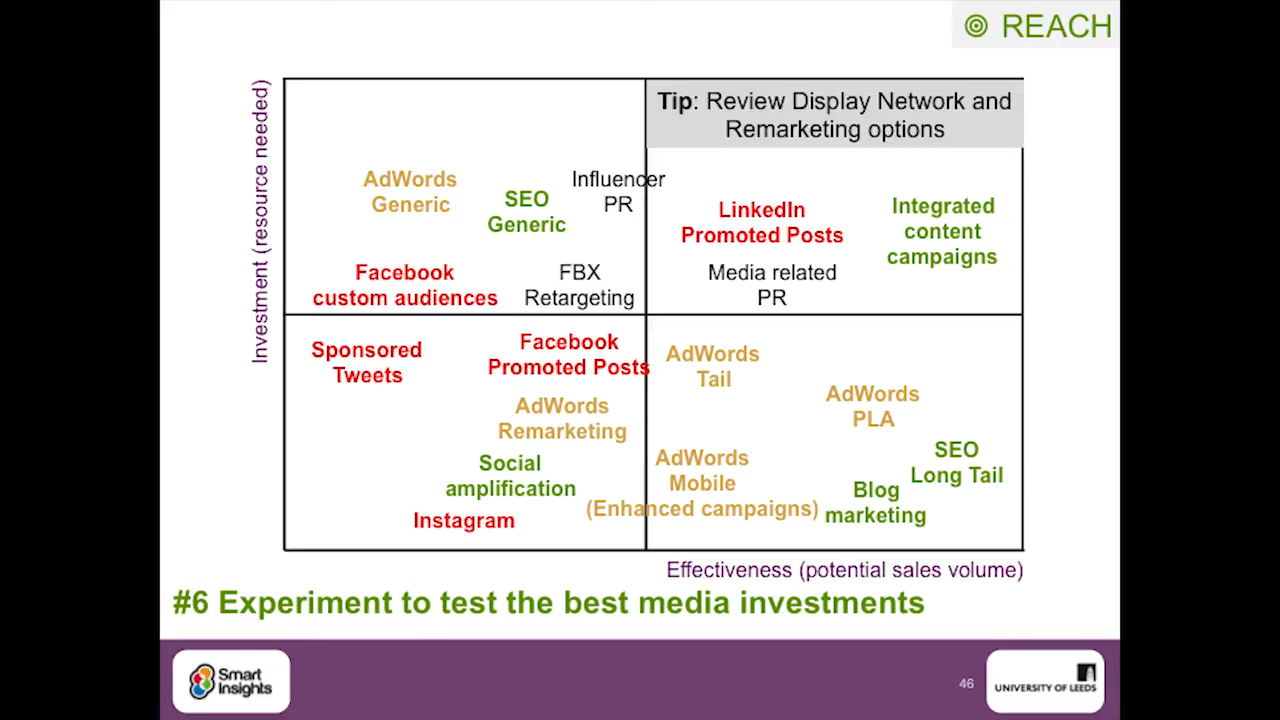 REACH
Investment (resource needed)
Tip: Review Display Network and
Remarketing options
AdWords
Generic
SEO
Generic
Influencer
PR
LinkedIn
Promoted Posts
Integrated
content
campaigns
Facebook
custom audiences
FBX
Retargeting
Media related
PR
Sponsored
Tweets
Facebook
Promoted Posts
AdWords
Tail
AdWords
PLA
AdWords
Remarketing
Social
amplification
Instagram
AdWords
Mobile
(Enhanced campaigns)
SEO
Long Tail
Blog
marketing
Effectiveness (potential sales volume)
#6 Experiment to test the best media investments
Smart
Insights
46
UNIVERSITY OF LEEDS